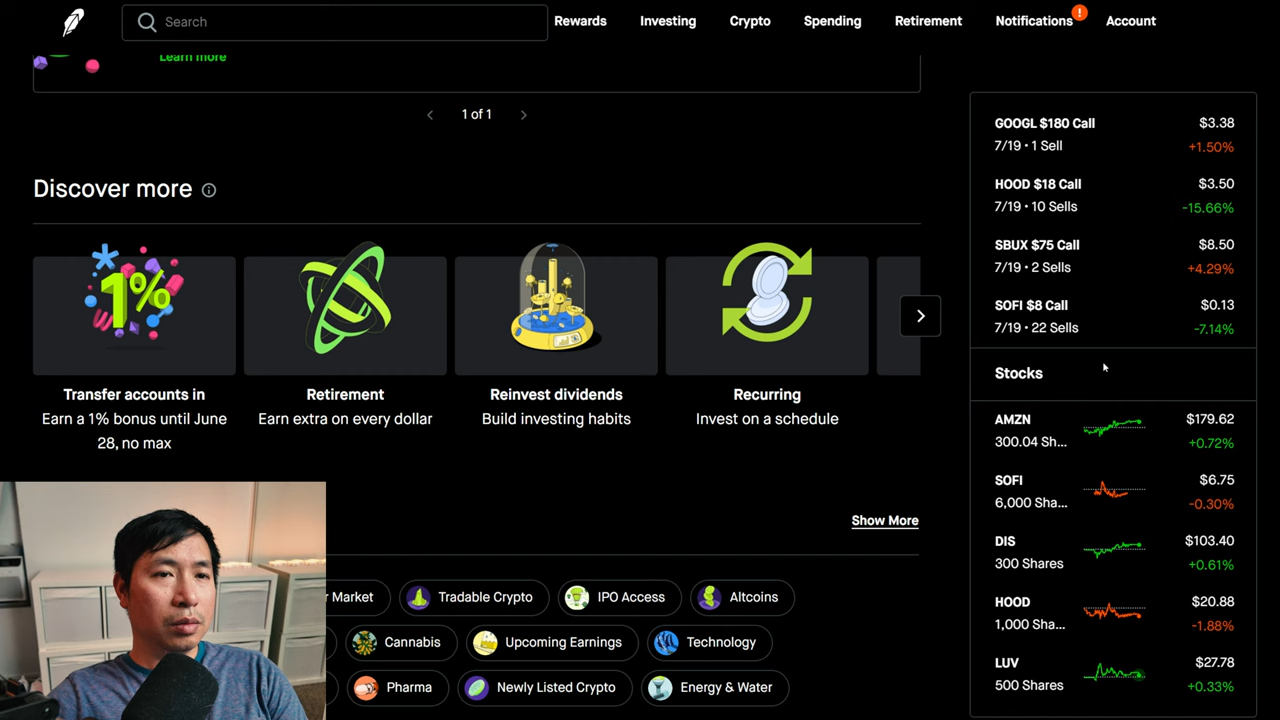 Search
Rewards
Investing
Crypto
Spending
Retirement
Notifications
!
Account
Learn more
1 of 1
Discover more
1%
Transfer accounts in
Earn a 1% bonus until June
28, no max
Retirement
Earn extra on every dollar
Reinvest dividends
Build investing habits
Recurring
Invest on a schedule
Show More
Market
Tradable Crypto
IPO Access
Altcoins
Cannabis
Upcoming Earnings
Technology
Pharma
Newly Listed Crypto
Energy & Water
GOOGL $180 Call $3.38
7/19 • 1 Sell +1.50%
HOOD $18 Call $3.50
7/19 • 10 Sells -15.66%
SBUX $75 Call $8.50
7/19 • 2 Sells +4.29%
SOFI $8 Call $0.13
7/19 • 22 Sells -7.14%
Stocks
AMZN $179.62
300.04 Sh... +0.72%
SOFI $6.75
6,000 Sha... -0.30%
DIS $103.40
300 Shares +0.61%
HOOD $20.88
1,000 Sha... -1.88%
LUV $27.78
500 Shares +0.33%